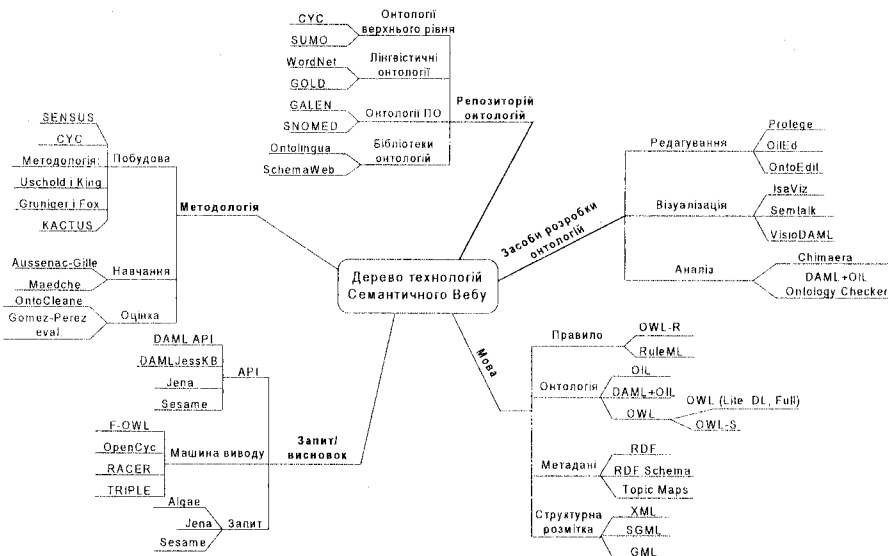 Дерево технологій
Семантичного Вебу
Репозиторій
онтологій
Онтології
верхнього рівня
CYC
SUMO
Лінгвістичні
онтології
WordNet
GOLD
Онтології ПО
GALEN
SNOMED
Бібліотеки
онтологій
Ontolingua
SchemaWeb
Методологія
Побудова
SENSUS
CYC
Методологія:
Uschold і King
Gruniger і Fox
KACTUS
Навчання
Aussenac-Gille
Maedche
Оцінка
OntoCleane
Gomez-Perez
eval.
Засоби розробки
онтологій
Редагування
Prolege
OilEd
OntoEdit
Візуалізація
IsaViz
Semtalk
VisioDAML
Аналіз
Chimaera
DAML+OIL
Ontology Checker
Мова
Правило
OWL-R
RuleML
Онтологія
OIL
DAML+OIL
OWL
OWL (Lite DL, Full)
OWL-S
Метадані
RDF
RDF Schema
Topic Maps
Структурна
розмітка
XML
SGML
GML
Запит/
висновок
АРІ
DAML API
DAMLJessKB
Jena
Sesame
Машина виводу
F-OWL
OpenCyc
RACER
TRIPLE
Запит
Algae
Jena
Sesame